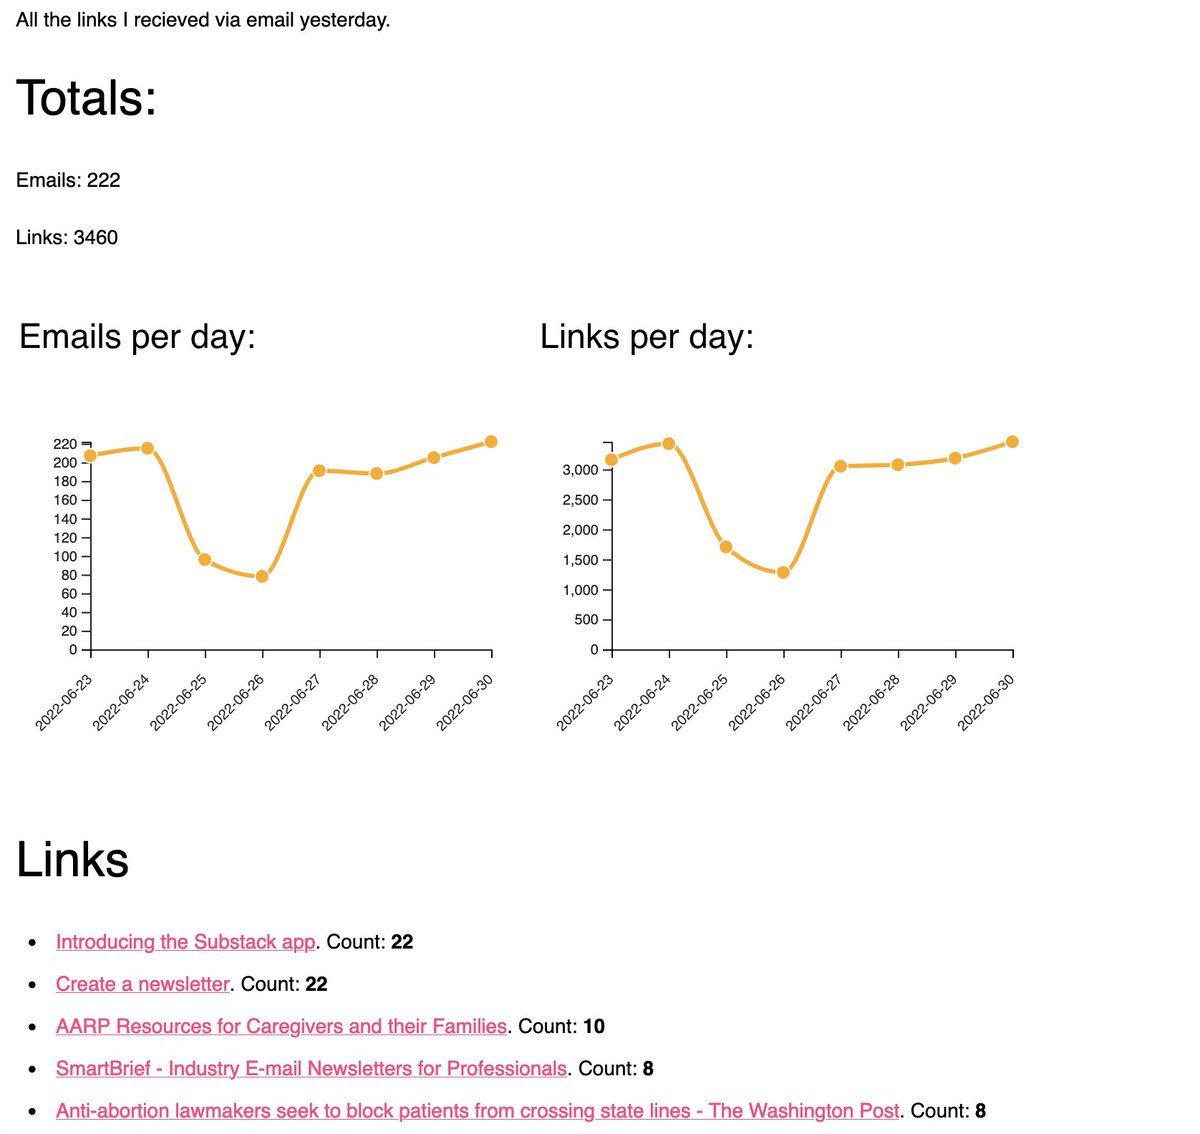 All the links I recieved via email yesterday.
Totals:
Emails: 222
Links: 3460
Emails per day:
220
200
180
160
140
120
100
80
60
40
20
0
2022-06-23
2022-06-24
2022-06-25
2022-06-26
2022-06-27
2022-06-28
2022-06-29
2022-06-30
Links per day:
3,000
2,500
2,000
1,500
1,000
500
0
2022-06-23
2022-06-24
2022-06-25
2022-06-26
2022-06-27
2022-06-28
2022-06-29
2022-06-30
Links
• Introducing the Substack app. Count: 22
• Create a newsletter. Count: 22
• AARP Resources for Caregivers and their Families. Count: 10
• SmartBrief - Industry E-mail Newsletters for Professionals. Count: 8
• Anti-abortion lawmakers seek to block patients from crossing state lines - The Washington Post. Count: 8